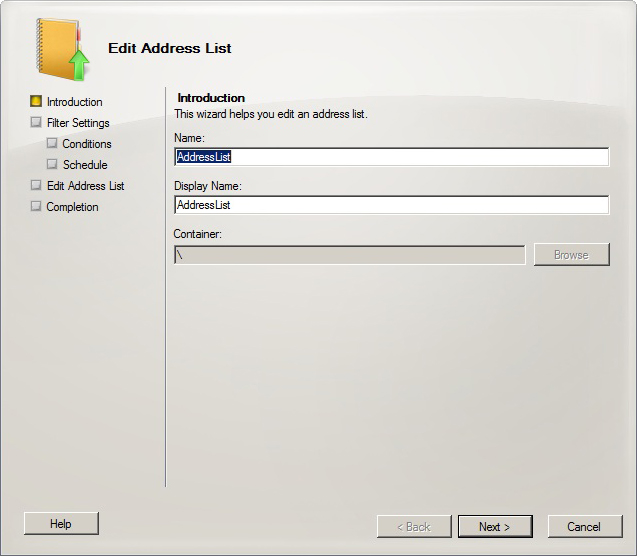 Edit Address List
Introduction
Filter Settings
Conditions
Schedule
Edit Address List
Completion
Introduction
This wizard helps you edit an address list.
Name:
AddressList
Display Name:
AddressList
Container:
\
Browse
Help
< Back
Next >
Cancel